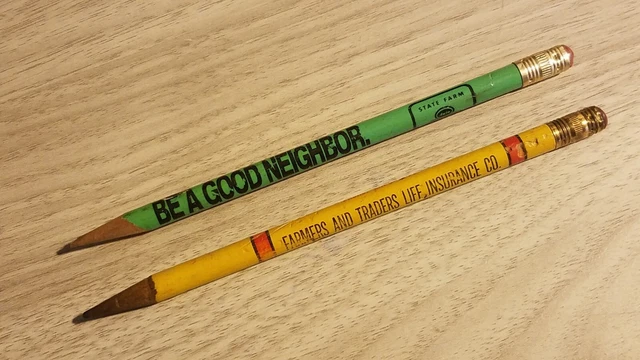 BE A GOOD NEIGHBOR.
STATE FARM
FARMERS AND TRADERS LIFE INSURANCE CO.